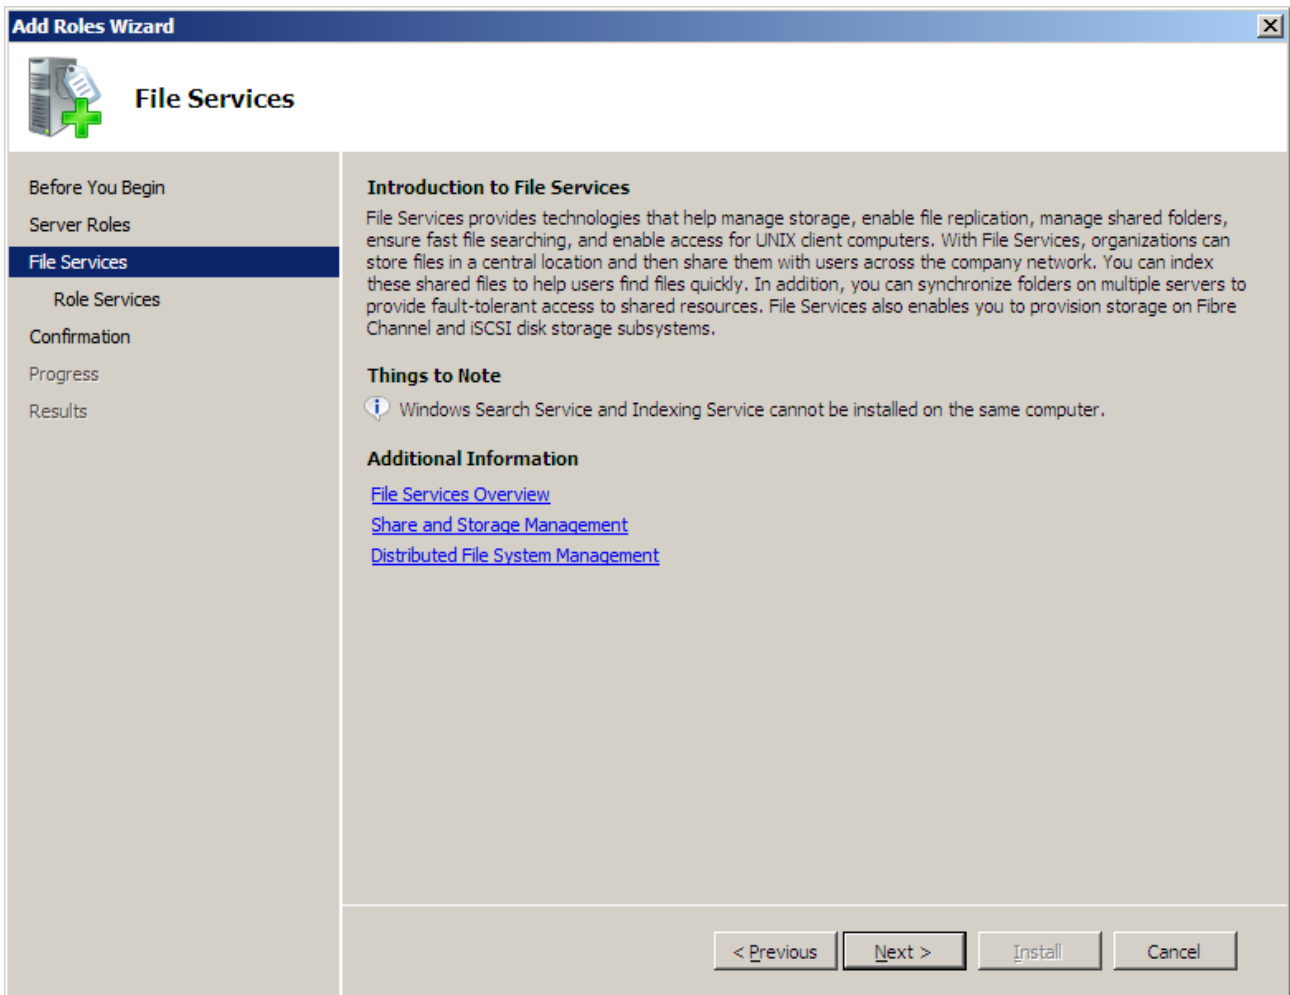 Add Roles Wizard
File Services
Before You Begin
Server Roles
File Services
Role Services
Confirmation
Progress
Results
Introduction to File Services
File Services provides technologies that help manage storage, enable file replication, manage shared folders,
ensure fast file searching, and enable access for UNIX client computers. With File Services, organizations can
store files in a central location and then share them with users across the company network. You can index
these shared files to help users find files quickly. In addition, you can synchronize folders on multiple servers to
provide fault-tolerant access to shared resources. File Services also enables you to provision storage on Fibre
Channel and iSCSI disk storage subsystems.
Things to Note
Windows Search Service and Indexing Service cannot be installed on the same computer.
Additional Information
File Services Overview
Share and Storage Management
Distributed File System Management
< Previous
Next >
Install
Cancel